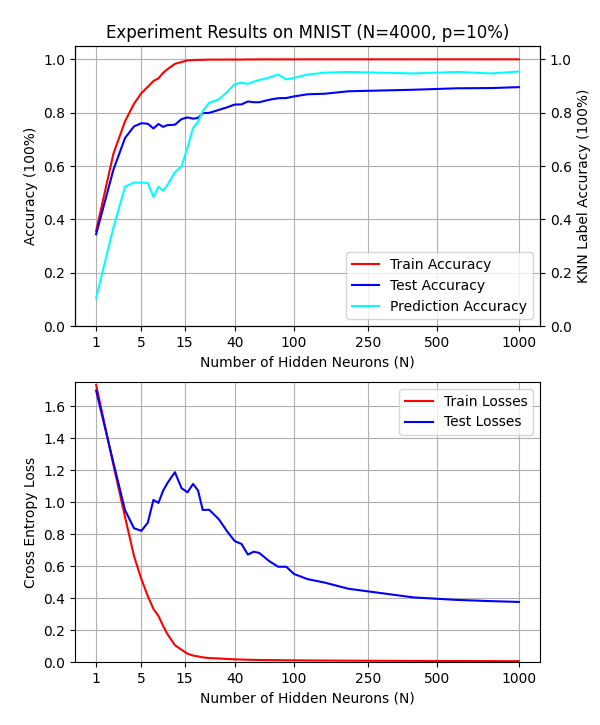 Experiment Results on MNIST (N=4000, p=10%)
1.0
0.8
0.6
0.4
0.2
0.0
Accuracy (100%)
1.0
0.8
0.6
0.4
0.2
0.0
KNN Label Accuracy (100%)
Train Accuracy
Test Accuracy
Prediction Accuracy
1 5 15 40 100 250 500 1000
Number of Hidden Neurons (N)
1.6
1.4
1.2
1.0
0.8
0.6
0.4
0.2
0.0
Cross Entropy Loss
Train Losses
Test Losses
1 5 15 40 100 250 500 1000
Number of Hidden Neurons (N)